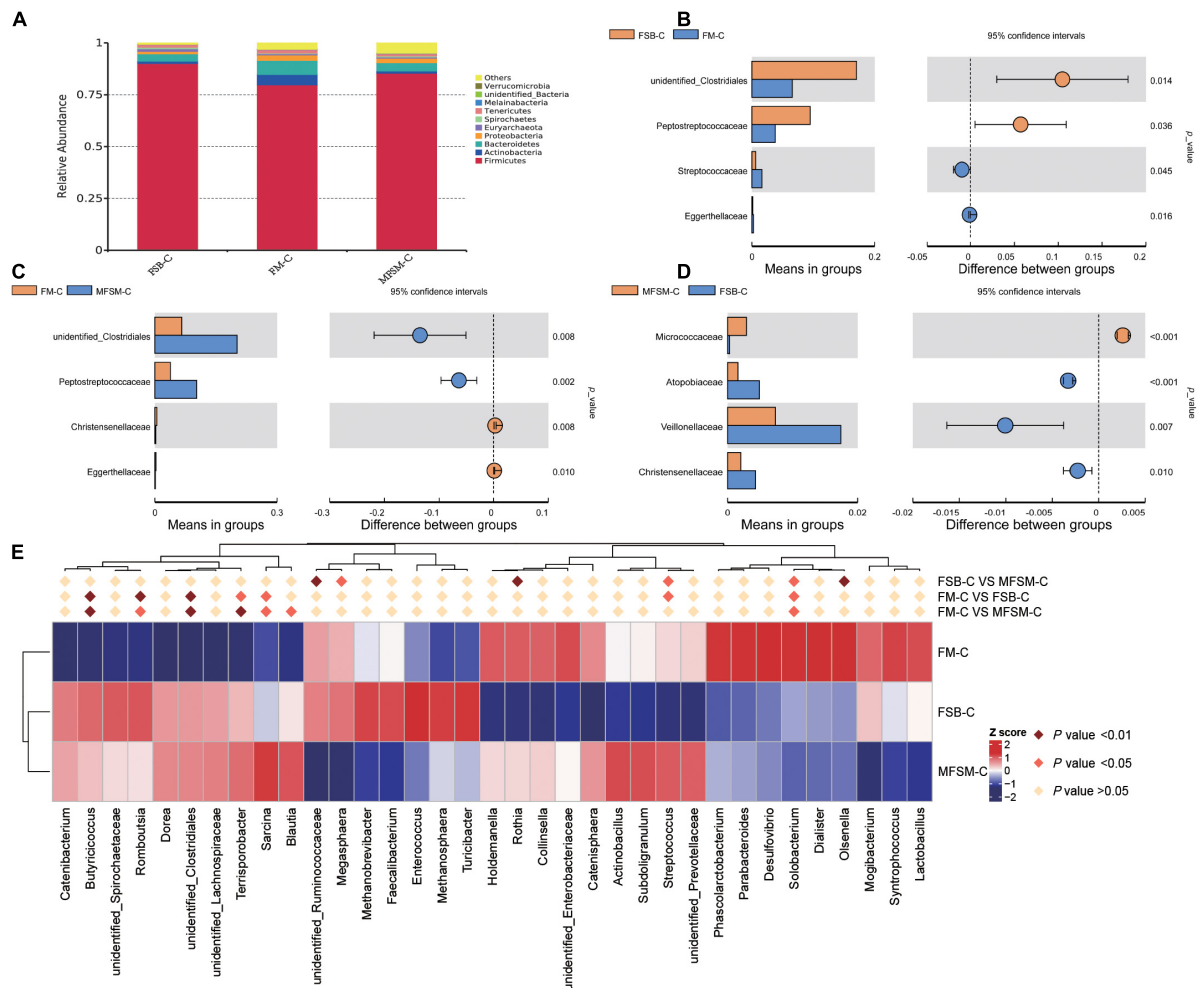 A
1
0.75
0.5
0.25
0
Relative Abundance
FSB-C
FM-C
MFSM-C
Others
Verrucomicrobia
unidentified_Bacteria
Melainabacteria
Tenericutes
Spirochaetes
Euryarchaeota
Proteobacteria
Bacteroidetes
Actinobacteria
Firmicutes
B
FSB-C FM-C
95% confidence intervals
unidentified_Clostridiales
0.014
Peptostreptococcaceae
0.036
Streptococcaceae
0.045
Eggerthellaceae
0.016
p_value
0 0.2 -0.05 0 0.05 0.10 0.15 0.2
Means in groups Difference between groups
C
FM-C MFSM-C
95% confidence intervals
unidentified_Clostridiales
0.008
Peptostreptococcaceae
0.002
Christensenellaceae
0.008
Eggerthellaceae
0.010
p_value
0 0.3 -0.3 -0.2 -0.1 0 0.1
Means in groups Difference between groups
D
MFSM-C FSB-C
95% confidence intervals
Micrococcaceae
<0.001
Atopobiaceae
<0.001
Veillonellaceae
0.007
Christensenellaceae
0.010
p_value
0 0.02 -0.02 -0.015 -0.01 -0.005 0 0.005
Means in groups Difference between groups
E
FSB-C VS MFSM-C
FM-C VS FSB-C
FM-C VS MFSM-C
FM-C
FSB-C
MFSM-C
Z score
2
1
0
−1
−2
P value <0.01
P value <0.05
P value >0.05
Catenibacterium
Butyricicoccus
unidentified_Spirochaetaceae
Romboutsia
Dorea
unidentified_Clostridiales
unidentified_Lachnospiraceae
Terrisporobacter
Sarcina
Blautia
unidentified_Ruminococcaceae
Megasphaera
Methanobrevibacter
Faecalibacterium
Enterococcus
Methanosphaera
Turicibacter
Holdemanella
Rothia
Collinsella
unidentified_Enterobacteriaceae
Catenisphaera
Actinobacillus
Subdoligranulum
Streptococcus
unidentified_Prevotellaceae
Phascolarctobacterium
Parabacteroides
Desulfovibrio
Solobacterium
Dialister
Olsenella
Mogibacterium
Syntrophococcus
Lactobacillus